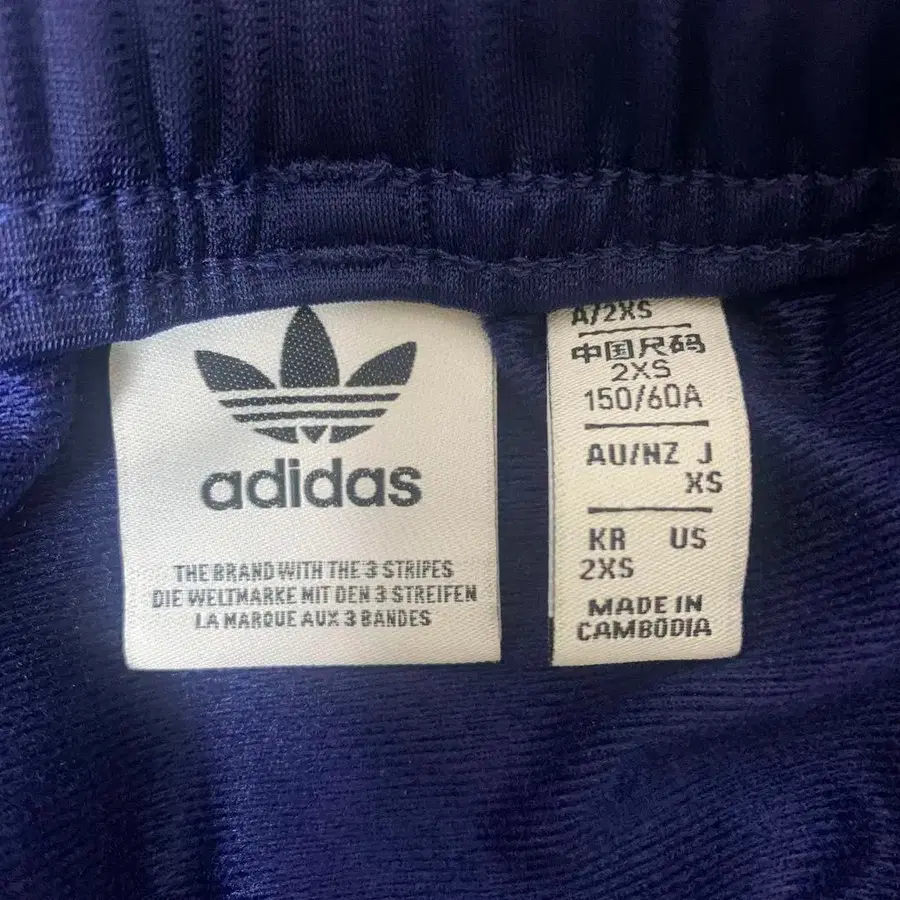 adidas
THE BRAND WITH THE 3 STRIPES
DIE WELTMARKE MIT DEN 3 STREIFEN
LA MARQUE AUX 3 BANDES
A/2XS
中国尺码
2XS
150/60A
AU/NZ J
XS
KR US
2XS
MADE IN
CAMBODIA